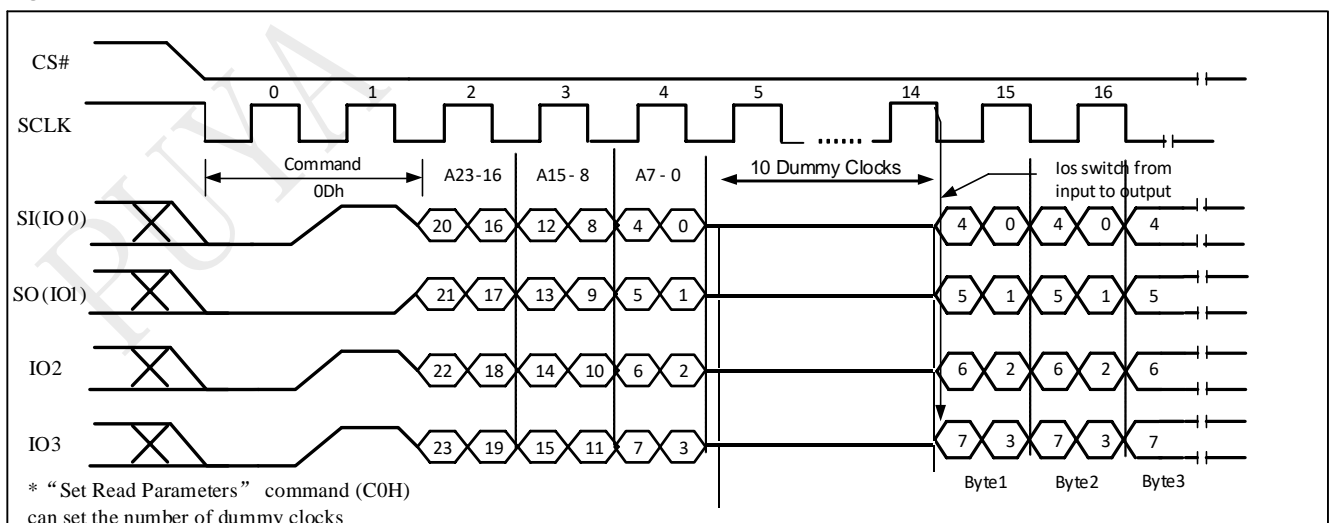 CS#
0 1 2 3 4 5 14 15 16
SCLK
Command
0Dh
A23-16 A15-8 A7-0
10 Dummy Clocks
Ios switch from
input to output
SI(IO 0) 20 16 12 8 4 0 4 0 4 0 4
SO(IO1) 21 17 13 9 5 1 5 1 5 1 5
IO2 22 18 14 10 6 2 6 2 6 2 6
IO3 23 19 15 11 7 3 7 3 7 3 7
Byte1 Byte2 Byte3
* “Set Read Parameters” command (C0H)
can set the number of dummy clocks
PUYA